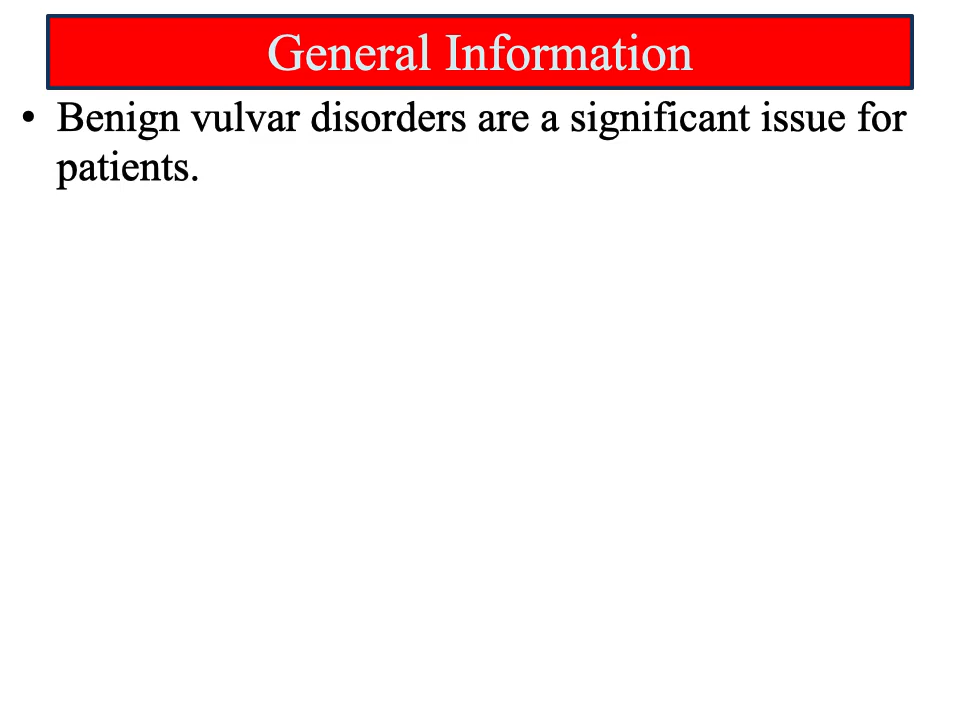 General Information
• Benign vulvar disorders are a significant issue for
patients.